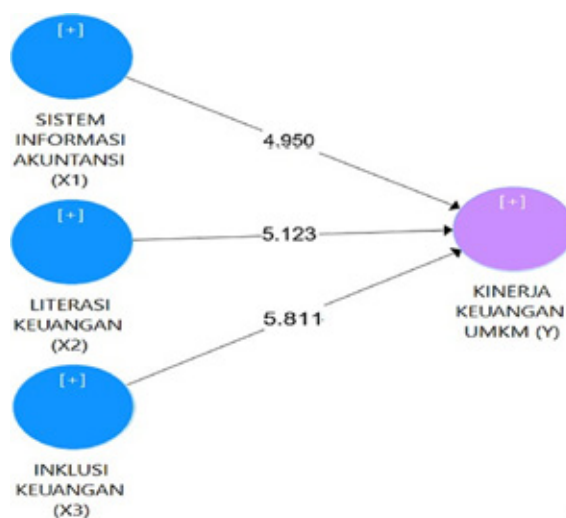 [+]
SISTEM
INFORMASI
AKUNTANSI
(X1)
4.950
[+]
LITERASI
KEUANGAN
(X2)
5.123
[+]
KINERJA
KEUANGAN
UMKM (Y)
5.811
[+]
INKLUSI
KEUANGAN
(X3)